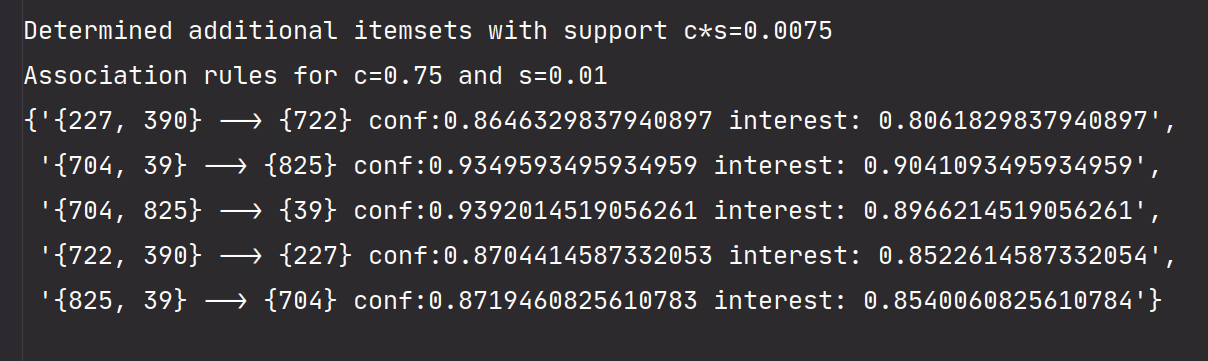 Determined additional itemsets with support c*s=0.0075
Association rules for c=0.75 and s=0.01
{'{227, 390} --> {722} conf:0.8646329837940897 interest: 0.8061829837940897',
 '{704, 39} --> {825} conf:0.9349593495934959 interest: 0.9041093495934959',
 '{704, 825} --> {39} conf:0.9392014519056261 interest: 0.8966214519056261',
 '{722, 390} --> {227} conf:0.8704414587332053 interest: 0.8522614587332054',
 '{825, 39} --> {704} conf:0.8719460825610783 interest: 0.8540060825610784'}